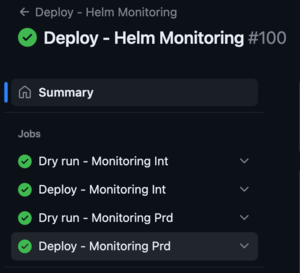 ← Deploy - Helm Monitoring
Deploy - Helm Monitoring #100
Summary
Jobs
Dry run - Monitoring Int
Deploy - Monitoring Int
Dry run - Monitoring Prd
Deploy - Monitoring Prd